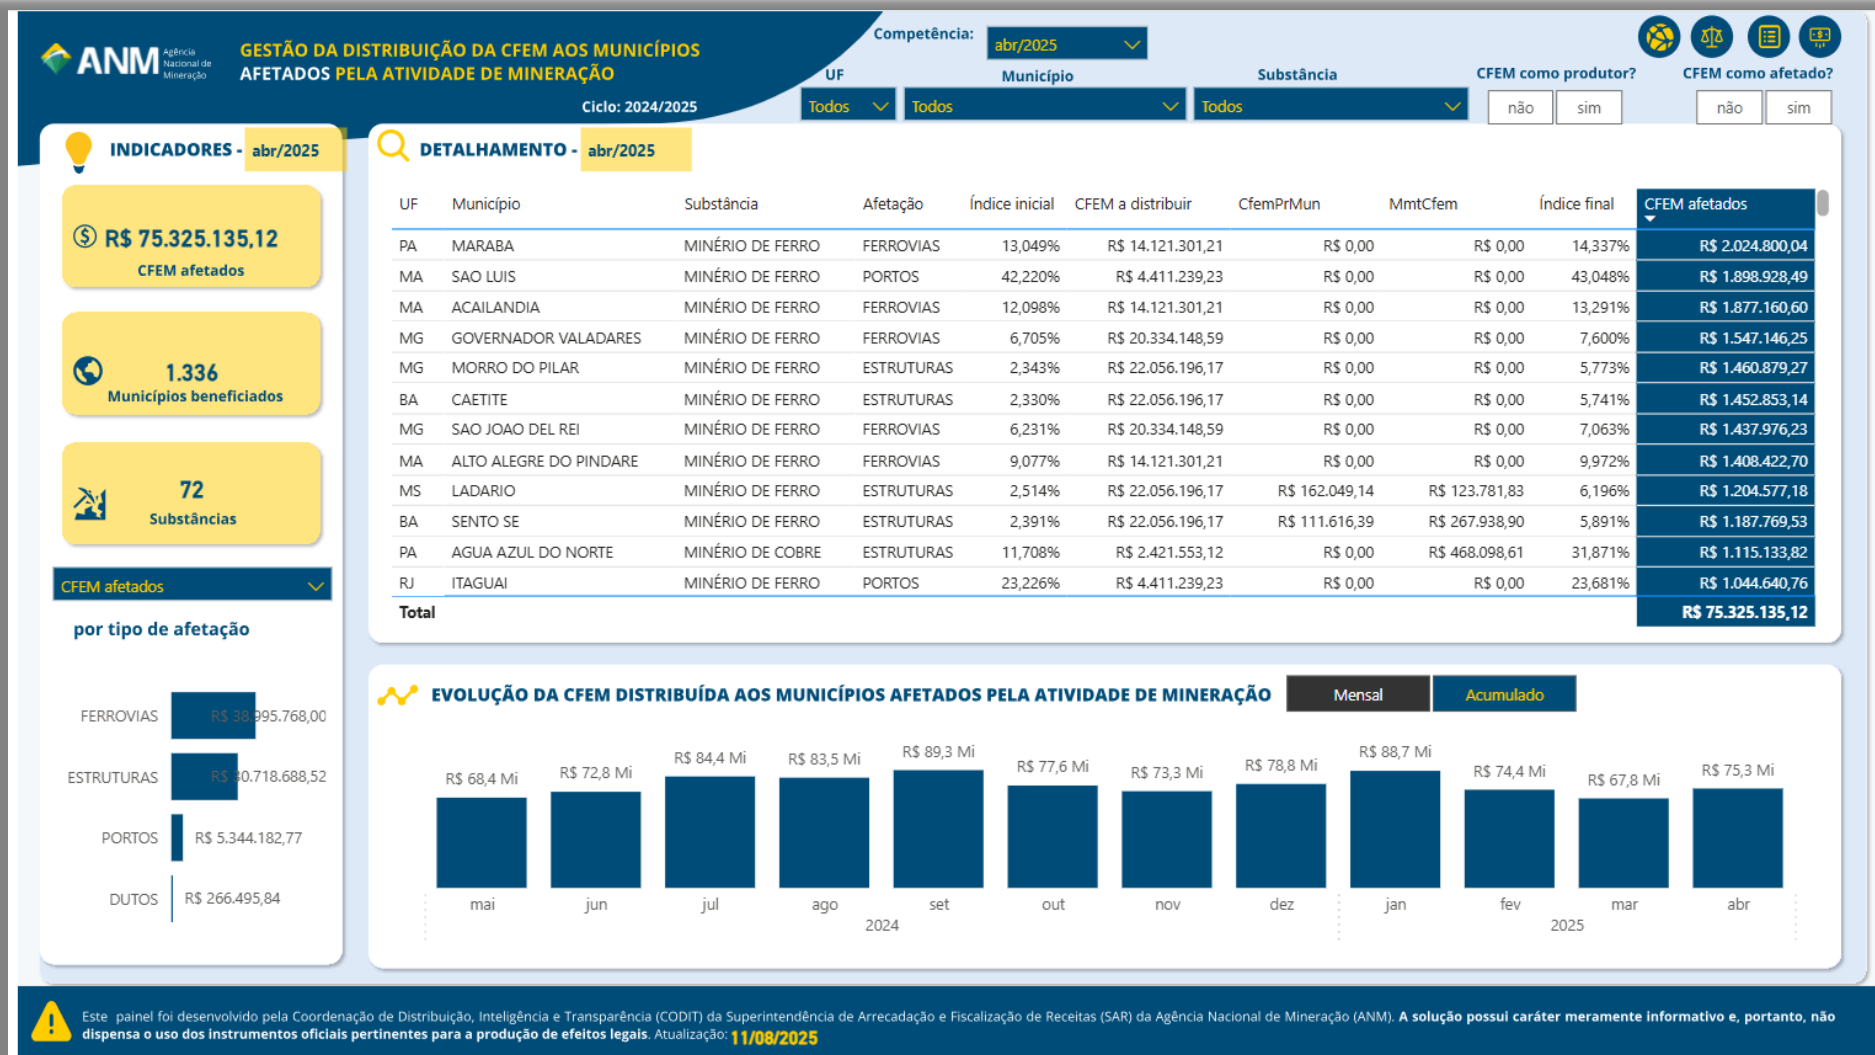 ANM Agência Nacional de Mineração
GESTÃO DA DISTRIBUIÇÃO DA CFEM AOS MUNICÍPIOS
AFETADOS PELA ATIVIDADE DE MINERAÇÃO
Ciclo: 2024/2025
Competência: abr/2025
UF Município Substância CFEM como produtor? CFEM como afetado?
Todos Todos Todos não sim não sim
INDICADORES - abr/2025
R$ 75.325.135,12
CFEM afetados
1.336
Municípios beneficiados
72
Substâncias
CFEM afetados
por tipo de afetação
FERROVIAS R$ 38.995.768,00
ESTRUTURAS R$ 30.718.688,52
PORTOS R$ 5.344.182,77
DUTOS R$ 266.495,84
DETALHAMENTO - abr/2025
UF Município Substância Afetação Índice inicial CFEM a distribuir CfemPrMun MmtCfem Índice final CFEM afetados
PA MARABA MINÉRIO DE FERRO FERROVIAS 13,049% R$ 14.121.301,21 R$ 0,00 R$ 0,00 14,337% R$ 2.024.800,04
MA SAO LUIS MINÉRIO DE FERRO PORTOS 42,220% R$ 4.411.239,23 R$ 0,00 R$ 0,00 43,048% R$ 1.898.928,49
MA ACAILANDIA MINÉRIO DE FERRO FERROVIAS 12,098% R$ 14.121.301,21 R$ 0,00 R$ 0,00 13,291% R$ 1.877.160,60
MG GOVERNADOR VALADARES MINÉRIO DE FERRO FERROVIAS 6,705% R$ 20.334.148,59 R$ 0,00 R$ 0,00 7,600% R$ 1.547.146,25
MG MORRO DO PILAR MINÉRIO DE FERRO ESTRUTURAS 2,343% R$ 22.056.196,17 R$ 0,00 R$ 0,00 5,773% R$ 1.460.879,27
BA CAETITE MINÉRIO DE FERRO ESTRUTURAS 2,330% R$ 22.056.196,17 R$ 0,00 R$ 0,00 5,741% R$ 1.452.853,14
MG SAO JOAO DEL REI MINÉRIO DE FERRO FERROVIAS 6,231% R$ 20.334.148,59 R$ 0,00 R$ 0,00 7,063% R$ 1.437.976,23
MA ALTO ALEGRE DO PINDARE MINÉRIO DE FERRO FERROVIAS 9,077% R$ 14.121.301,21 R$ 0,00 R$ 0,00 9,972% R$ 1.408.422,70
MS LADARIO MINÉRIO DE FERRO ESTRUTURAS 2,514% R$ 22.056.196,17 R$ 162.049,14 R$ 123.781,83 6,196% R$ 1.204.577,18
BA SENTO SE MINÉRIO DE FERRO ESTRUTURAS 2,391% R$ 22.056.196,17 R$ 111.616,39 R$ 267.938,90 5,891% R$ 1.187.769,53
PA AGUA AZUL DO NORTE MINÉRIO DE COBRE ESTRUTURAS 11,708% R$ 2.421.553,12 R$ 0,00 R$ 468.098,61 31,871% R$ 1.115.133,82
RJ ITAGUAI MINÉRIO DE FERRO PORTOS 23,226% R$ 4.411.239,23 R$ 0,00 R$ 0,00 23,681% R$ 1.044.640,76
Total R$ 75.325.135,12
EVOLUÇÃO DA CFEM DISTRIBUÍDA AOS MUNICÍPIOS AFETADOS PELA ATIVIDADE DE MINERAÇÃO Mensal Acumulado
R$ 68,4 Mi R$ 72,8 Mi R$ 84,4 Mi R$ 83,5 Mi R$ 89,3 Mi R$ 77,6 Mi R$ 73,3 Mi R$ 78,8 Mi R$ 88,7 Mi R$ 74,4 Mi R$ 67,8 Mi R$ 75,3 Mi
mai jun jul ago set out nov dez jan fev mar abr
2024 2025
Este painel foi desenvolvido pela Coordenação de Distribuição, Inteligência e Transparência (CODIT) da Superintendência de Arrecadação e Fiscalização de Receitas (SAR) da Agência Nacional de Mineração (ANM). A solução possui caráter meramente informativo e, portanto, não
dispensa o uso dos instrumentos oficiais pertinentes para a produção de efeitos legais. Atualização: 11/08/2025